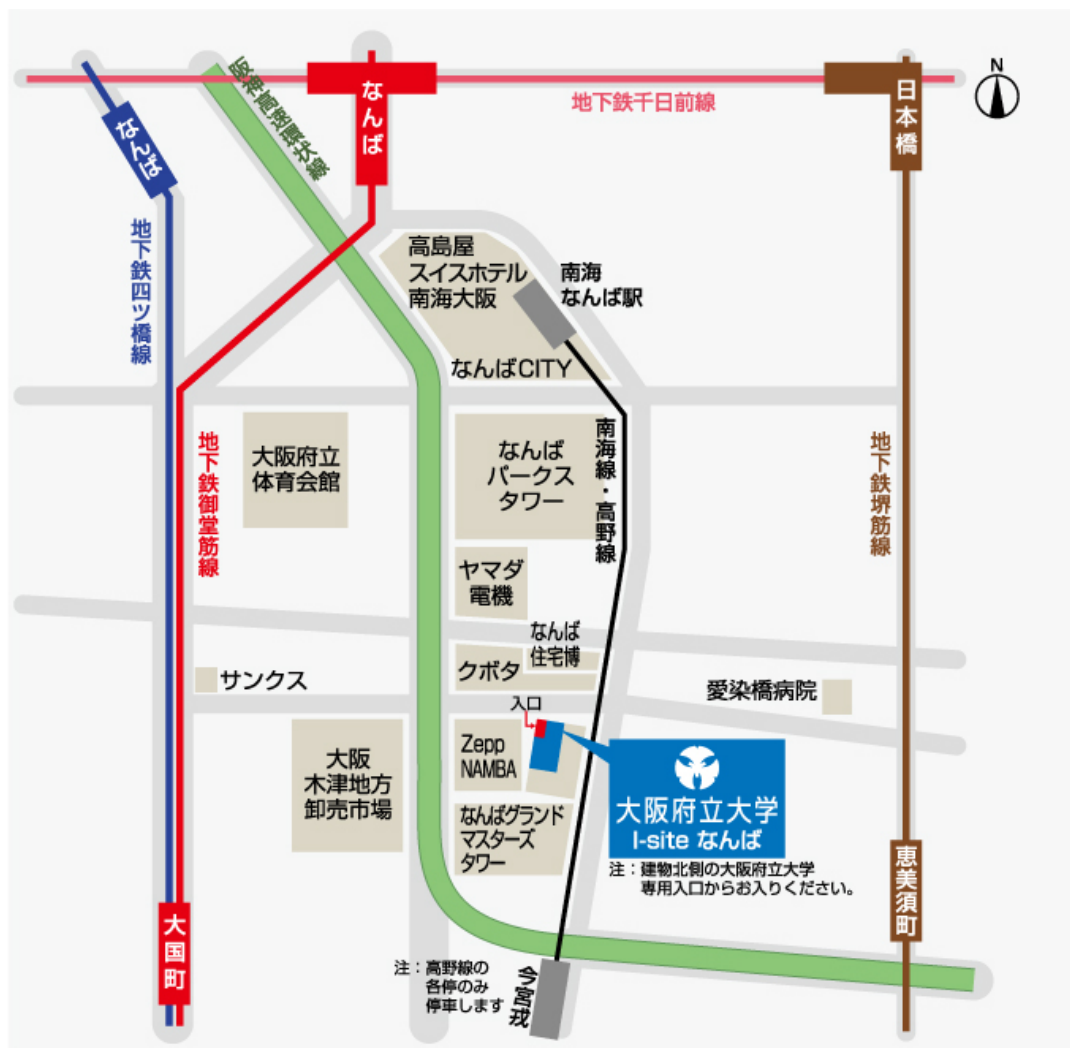 N
なんば
阪神高速環状線
なんば
地下鉄千日前線
日本橋
地下鉄四ツ橋線
高島屋
スイスホテル
南海大阪
南海
なんば駅
なんばCITY
大阪府立
体育会館
なんば
パークス
タワー
南海線・高野線
地下鉄御堂筋線
地下鉄堺筋線
ヤマダ
電機
なんば
住宅博
クボタ
サンクス
愛染橋病院
入口
Zepp
NAMBA
大阪
木津地方
卸売市場
大阪府立大学
I-site なんば
なんばグランド
マスターズ
タワー
注：建物北側の大阪府立大学
専用入口からお入りください。
恵美須町
大国町
注：高野線の
各停のみ
停車します
今宮戎